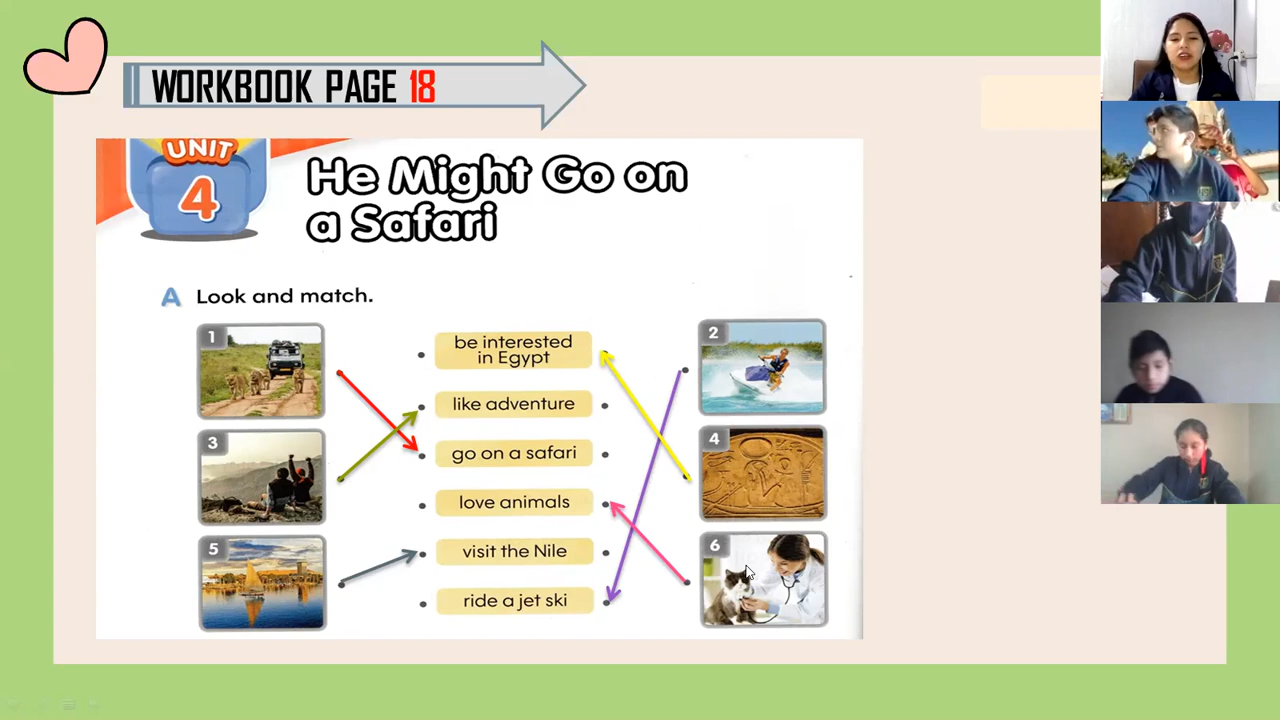 WORKBOOK PAGE 18
UNIT
4
He Might Go on
a Safari
A Look and match.
1
2
3
4
5
6
be interested
in Egypt
like adventure
go on a safari
love animals
visit the Nile
ride a jet ski